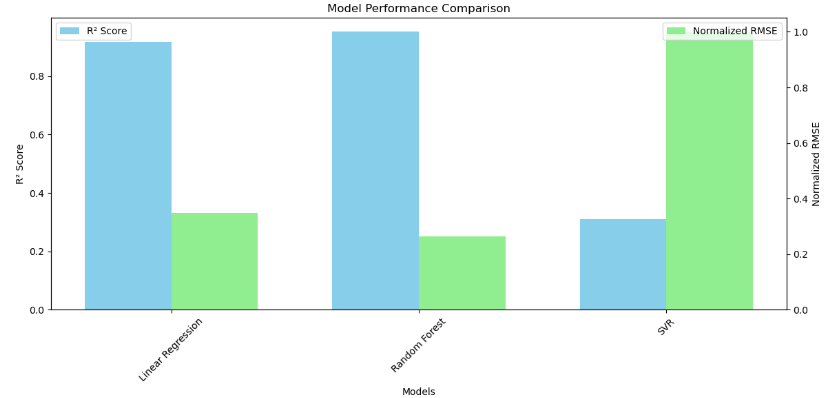 Model Performance Comparison
R² Score
Normalized RMSE
R² Score
0.8
0.6
0.4
0.2
0.0
1.0
0.8
0.6
0.4
0.2
0.0
Normalized RMSE
Linear Regression
Random Forest
SVR
Models